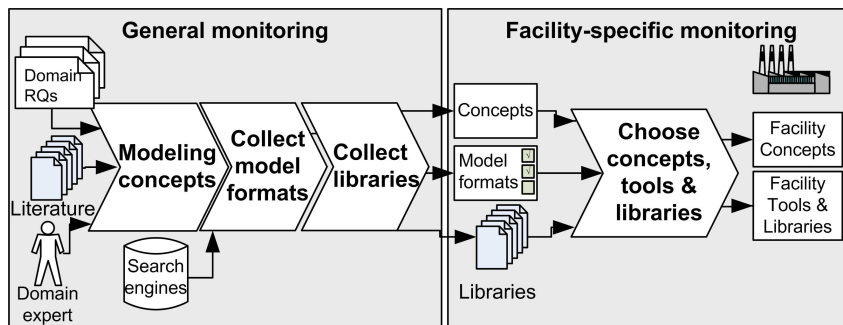 General monitoring
Facility-specific monitoring
Domain
RQs
Literature
Domain
expert
Modeling
concepts
Search
engines
Collect
model
formats
Collect
libraries
Concepts
Model
formats
√
√
Libraries
Choose
concepts,
tools &
libraries
Facility
Concepts
Facility
Tools &
Libraries